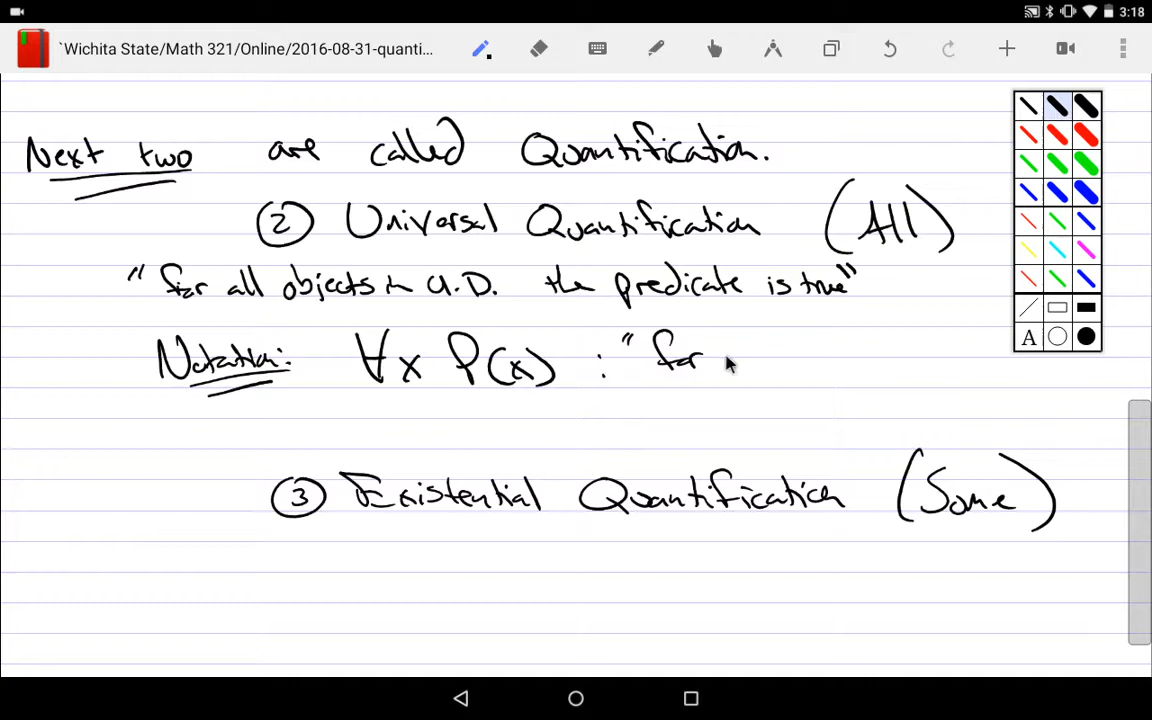 3:18
`Wichita State/Math 321/Online/2016-08-31-quanti...
Next two are called Quantification.
② Universal Quantification (All)
"for all objects in U.D. the predicate is true"
Notation: ∀x P(x) : "for
③ Existential Quantification (Some)
A